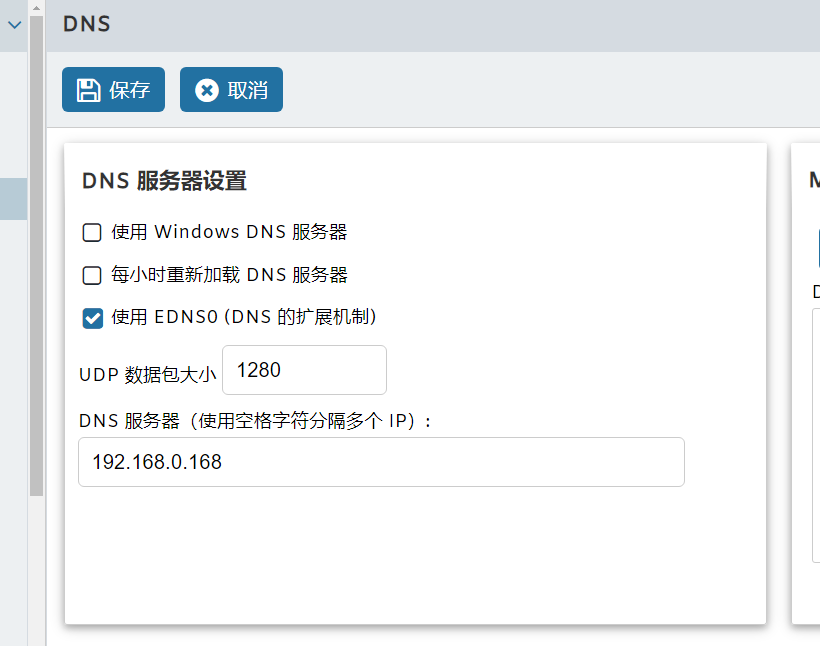 DNS
保存
取消
DNS 服务器设置
使用 Windows DNS 服务器
每小时重新加载 DNS 服务器
使用 EDNS0 (DNS 的扩展机制)
UDP 数据包大小 1280
DNS 服务器（使用空格字符分隔多个 IP）:
192.168.0.168